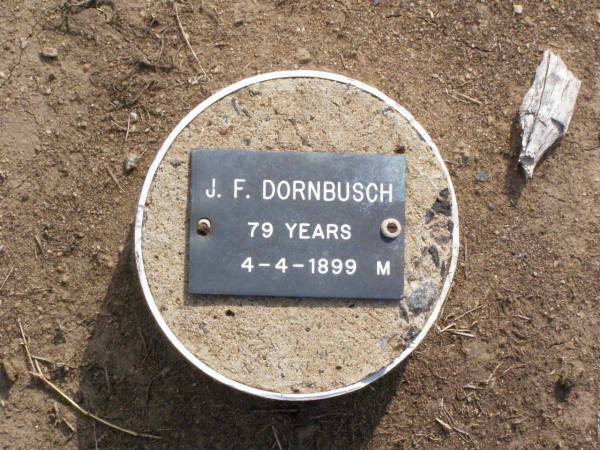 J. F. DORNBUSCH
79 YEARS
4-4-1899 M